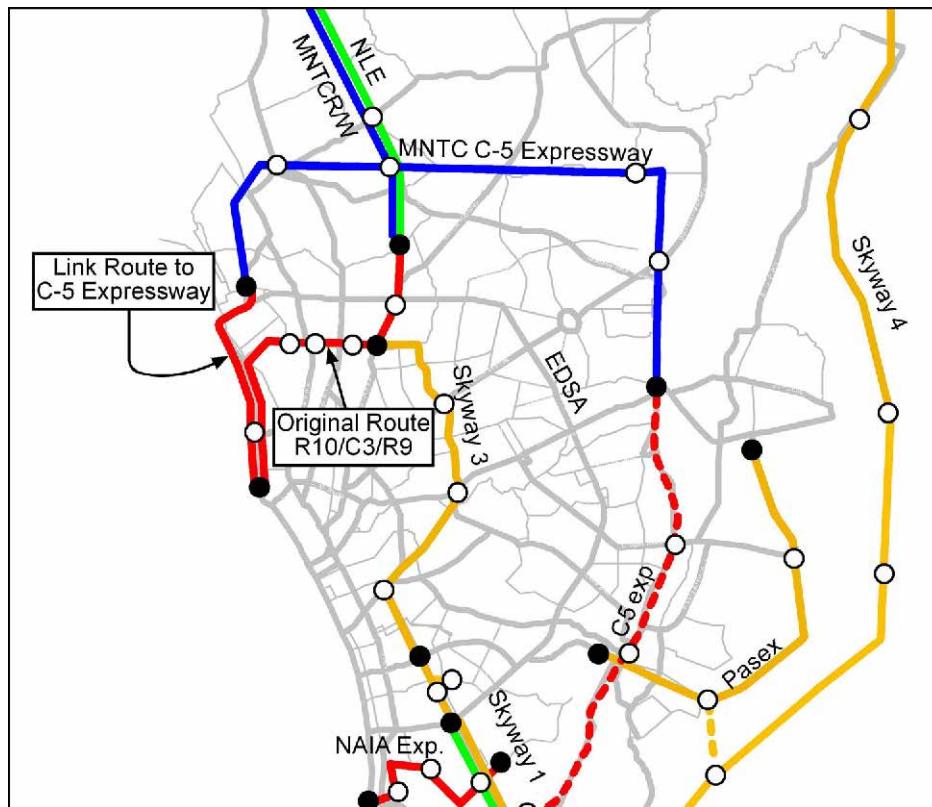 NLE
MNTCR/W
MNTC C-5 Expressway
Link Route to
C-5 Expressway
Skyway 4
EDSA
Skyway 3
Original Route
R10/C3/R9
C5 exp
Pasex
Skyway 1
NAIA Exp.